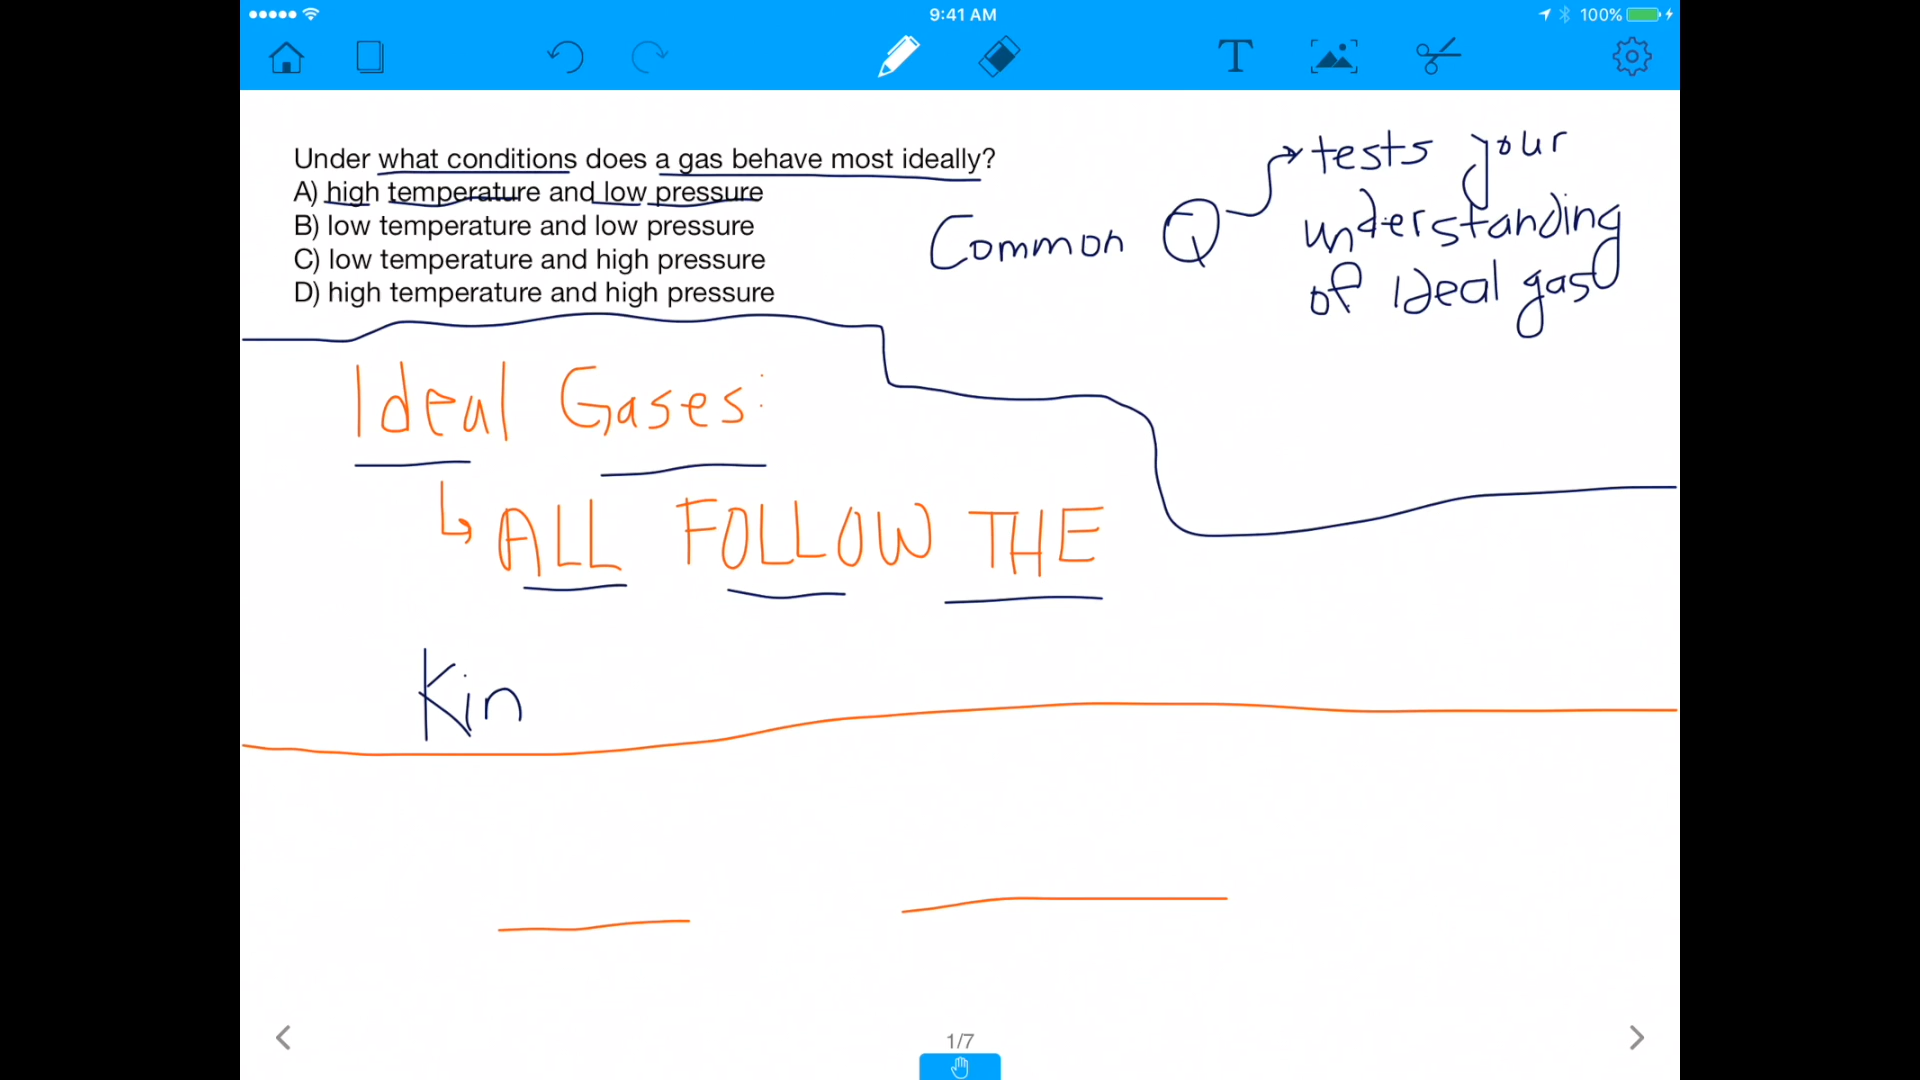 9:41 AM
100%
T
Under what conditions does a gas behave most ideally?
A) high temperature and low pressure
B) low temperature and low pressure
C) low temperature and high pressure
D) high temperature and high pressure
Common Q
tests your
understanding
of Ideal gas
Ideal Gases:
ALL FOLLOW THE
Kin
1/7